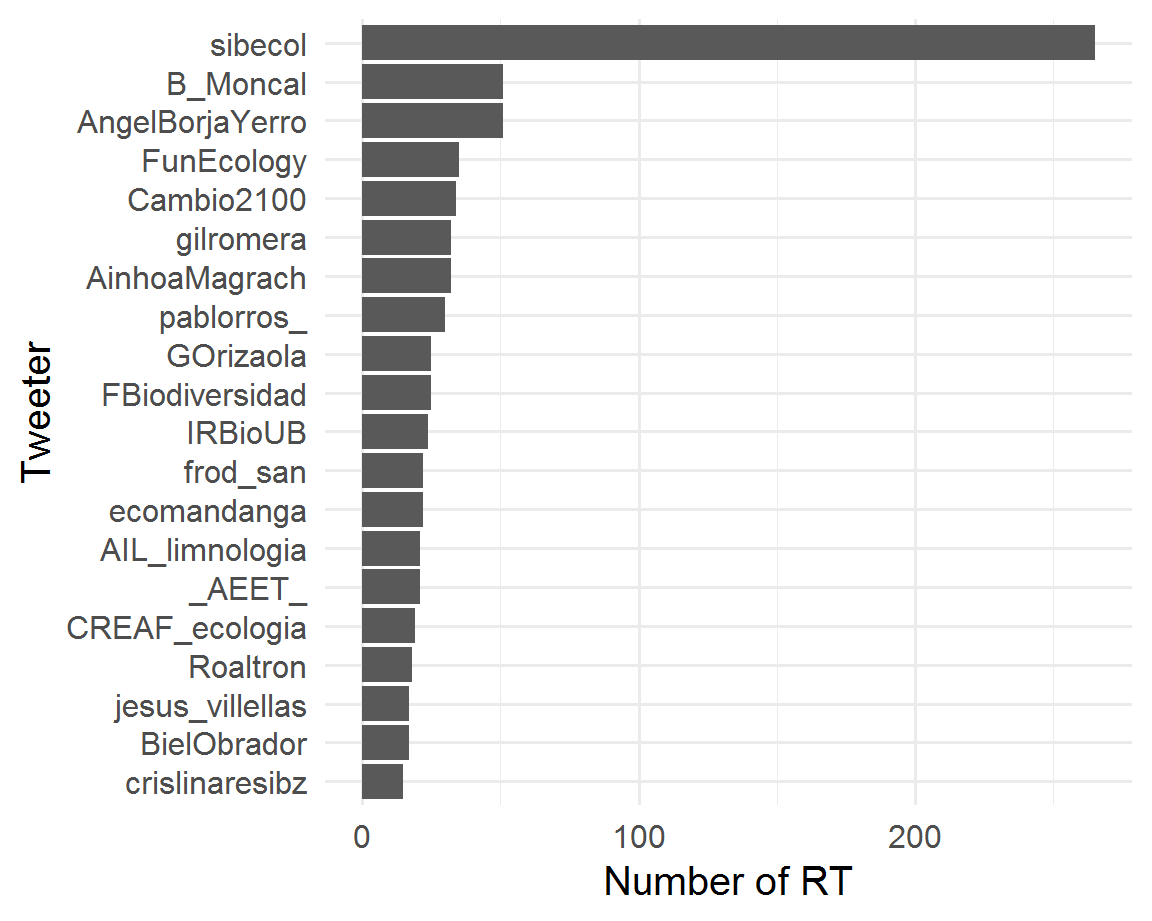 sibecol
B_Moncal
AngelBorjaYerro
FunEcology
Cambio2100
gilromera
AinhoaMagrach
pablorros_
GOrizaola
FBiodiversidad
IRBioUB
frod_san
ecomandanga
AIL_limnologia
_AEET_
CREAF_ecologia
Roaltron
jesus_villellas
BielObrador
crislinaresibz
Tweeter
0 100 200
Number of RT